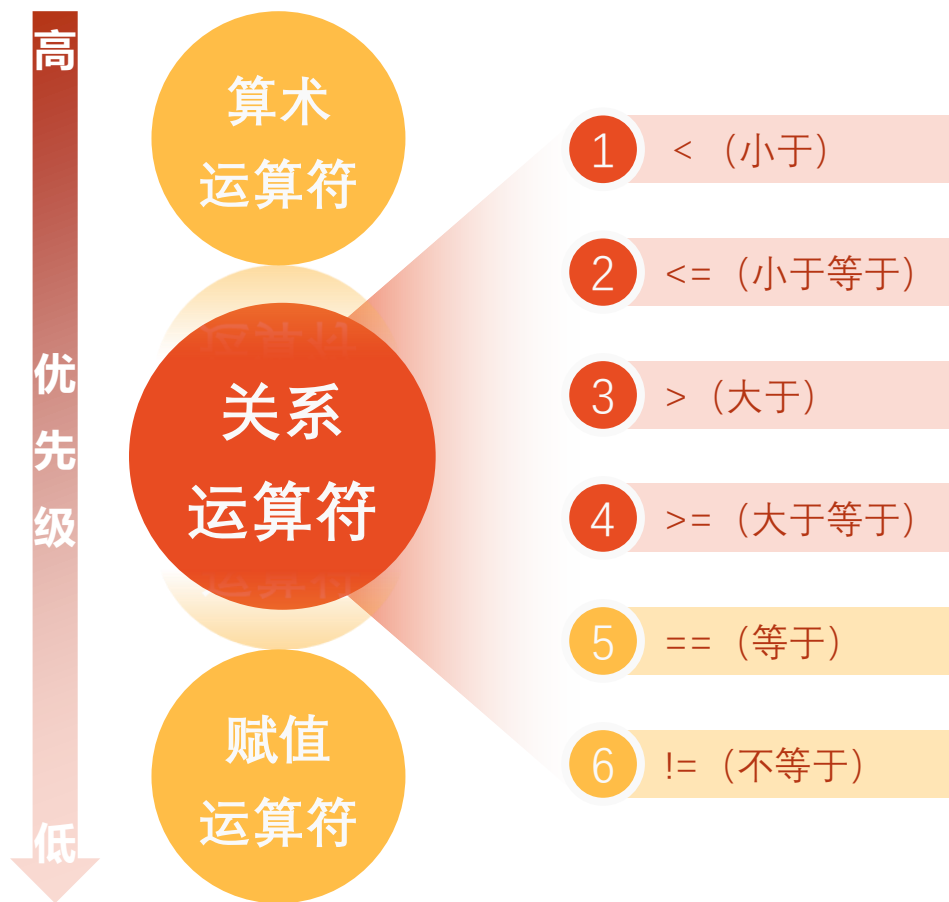 高
优
先
级
低
算术
运算符
关系
运算符
赋值
运算符
1 < （小于）
2 <=（小于等于）
3 >（大于）
4 >=（大于等于）
5 ==（等于）
6 !=（不等于）